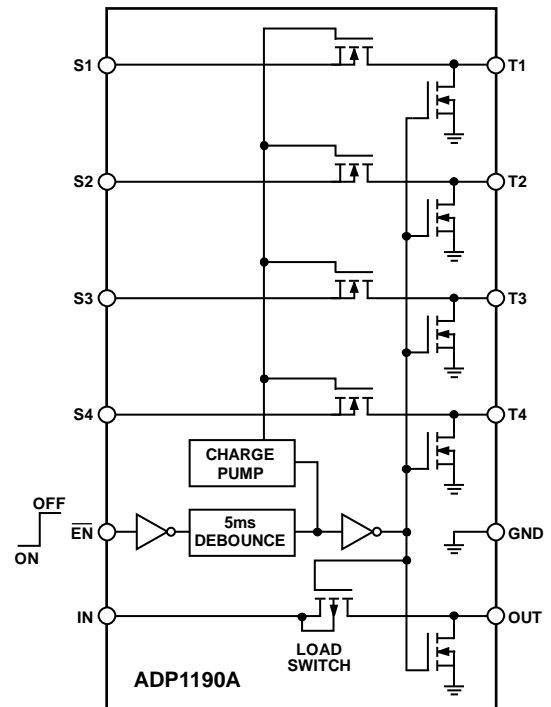 S1
T1
S2
T2
S3
T3
S4
T4
CHARGE
PUMP
OFF
ON
EN
5ms
DEBOUNCE
GND
IN
OUT
LOAD
SWITCH
ADP1190A